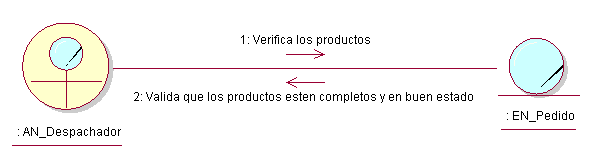 1: Verifica los productos
2: Valida que los productos esten completos y en buen estado
: AN_Despachador
: EN_Pedido